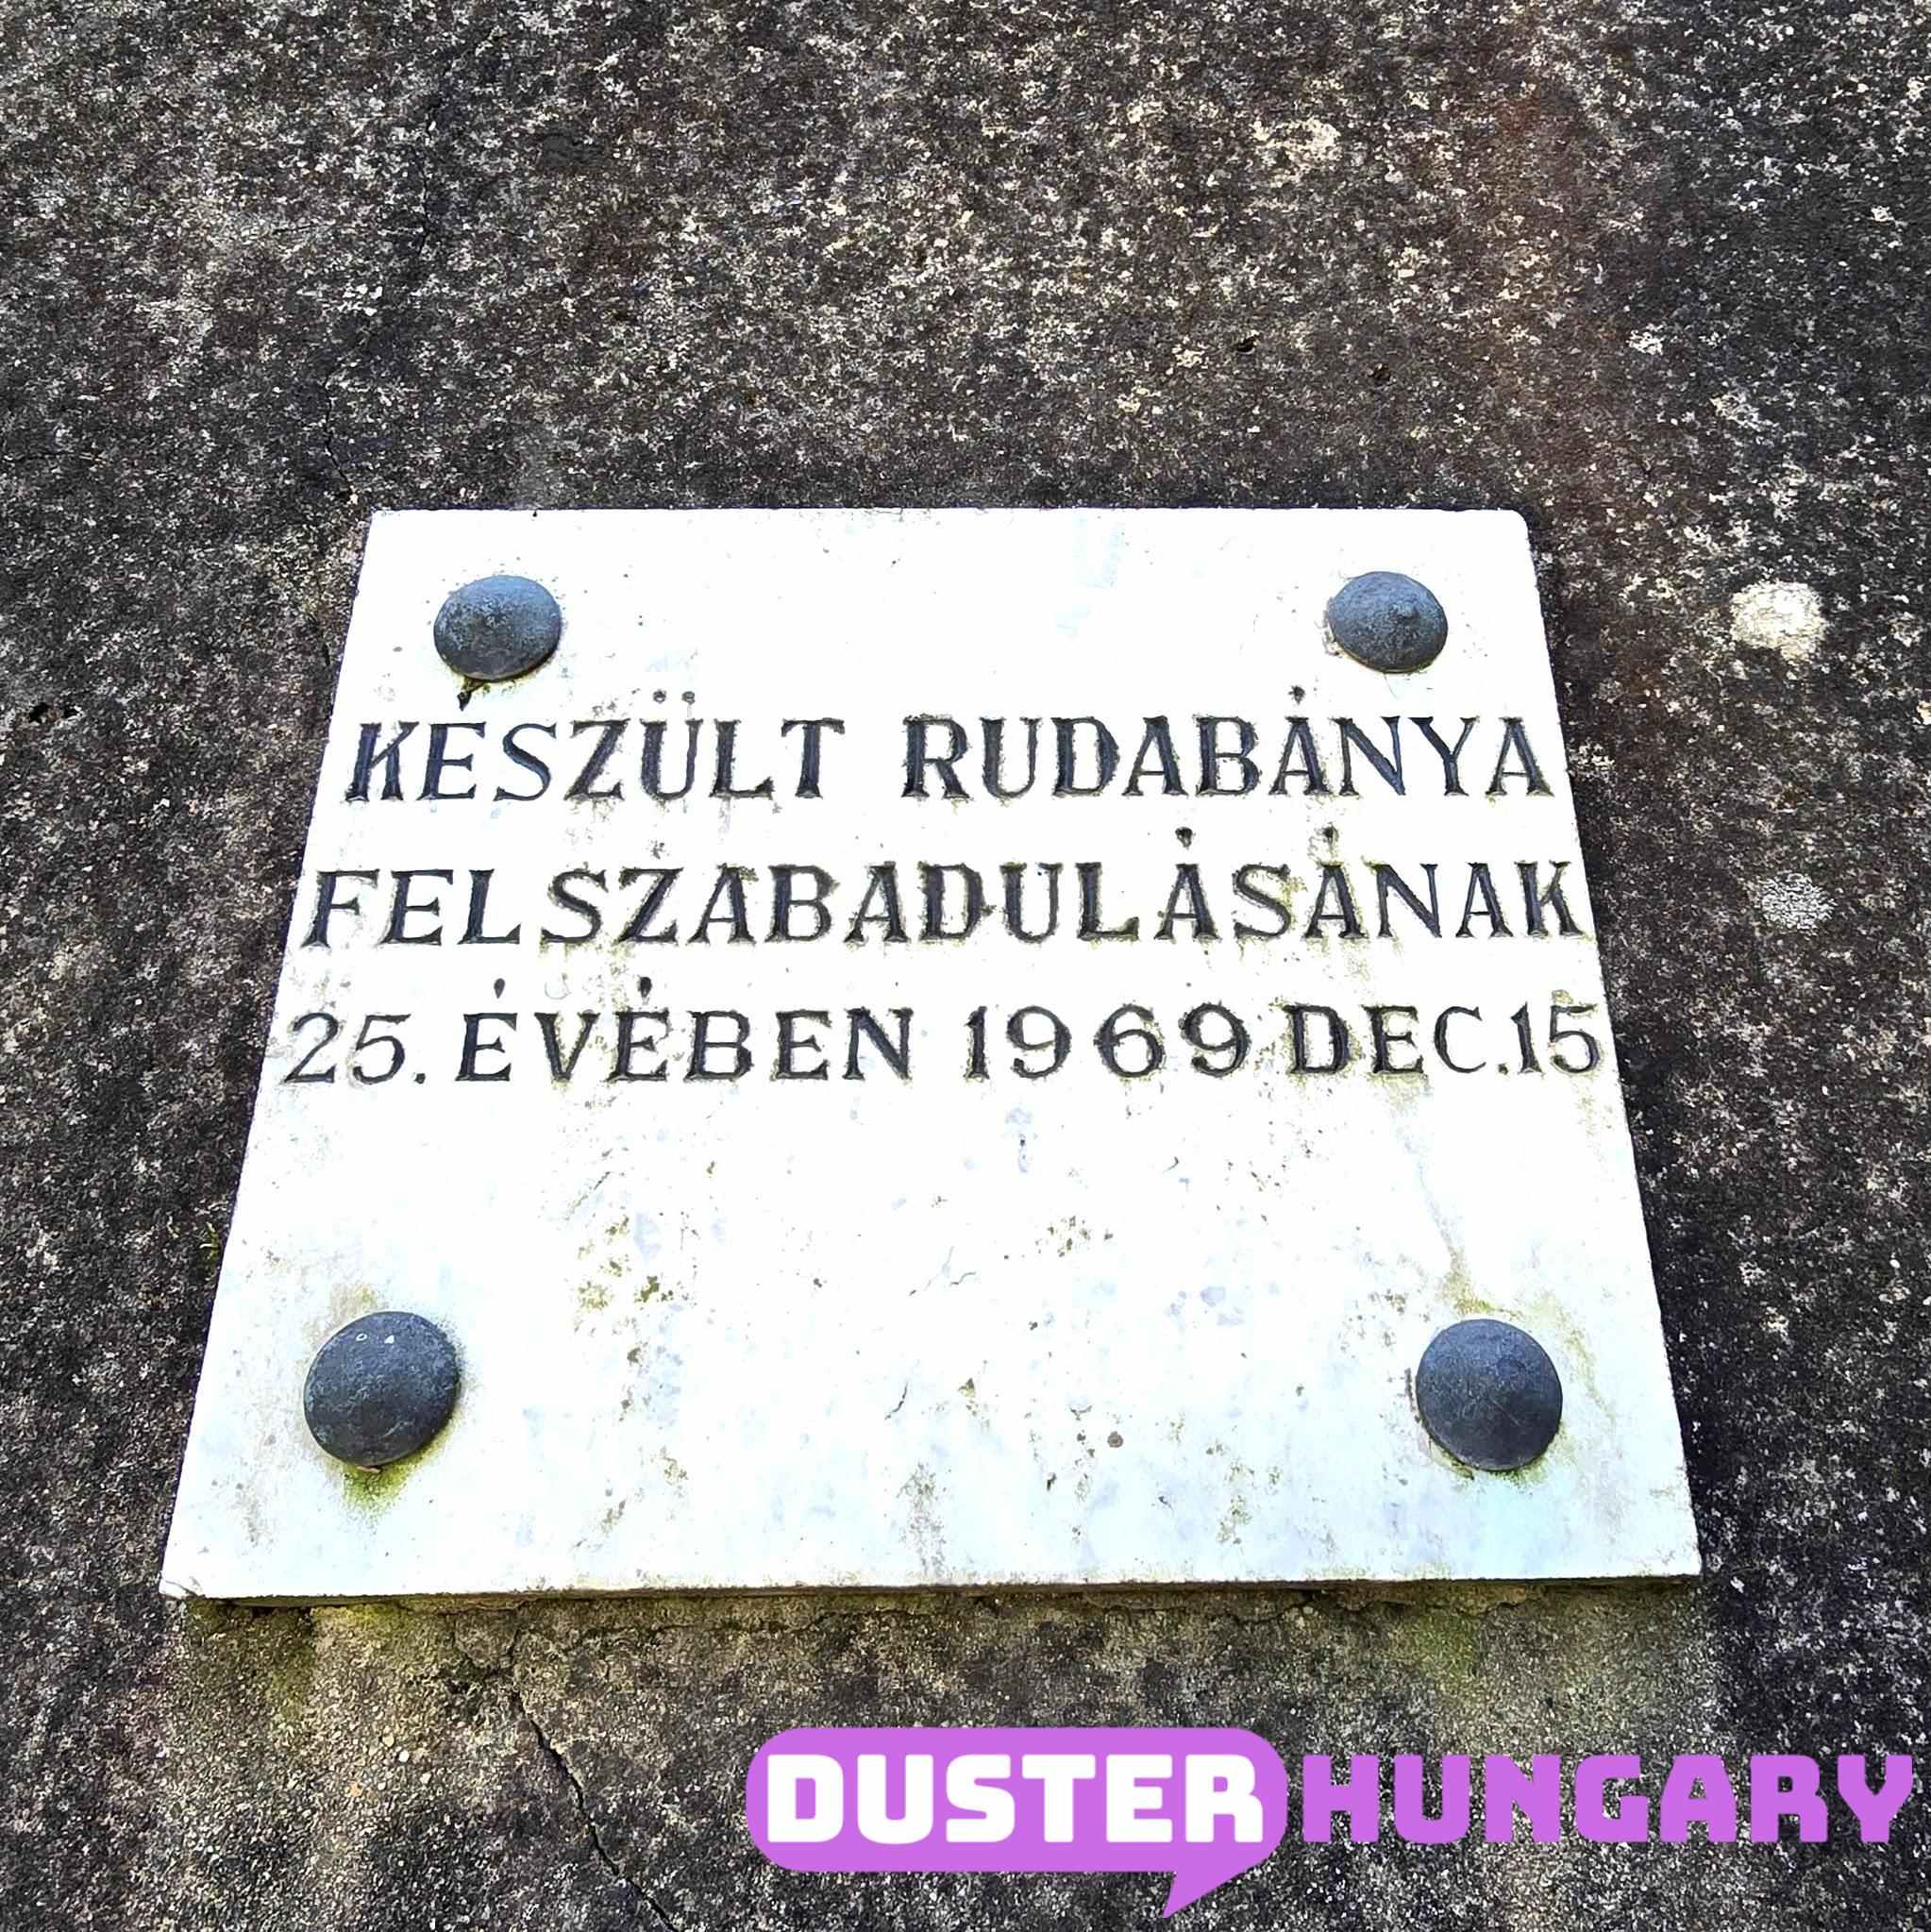 KÉSZÜLT RUDABÁNYA
FELSZABADULÁSÁNAK
25. ÉVÉBEN 1969 DEC. 15
DUSTER HUNGARY